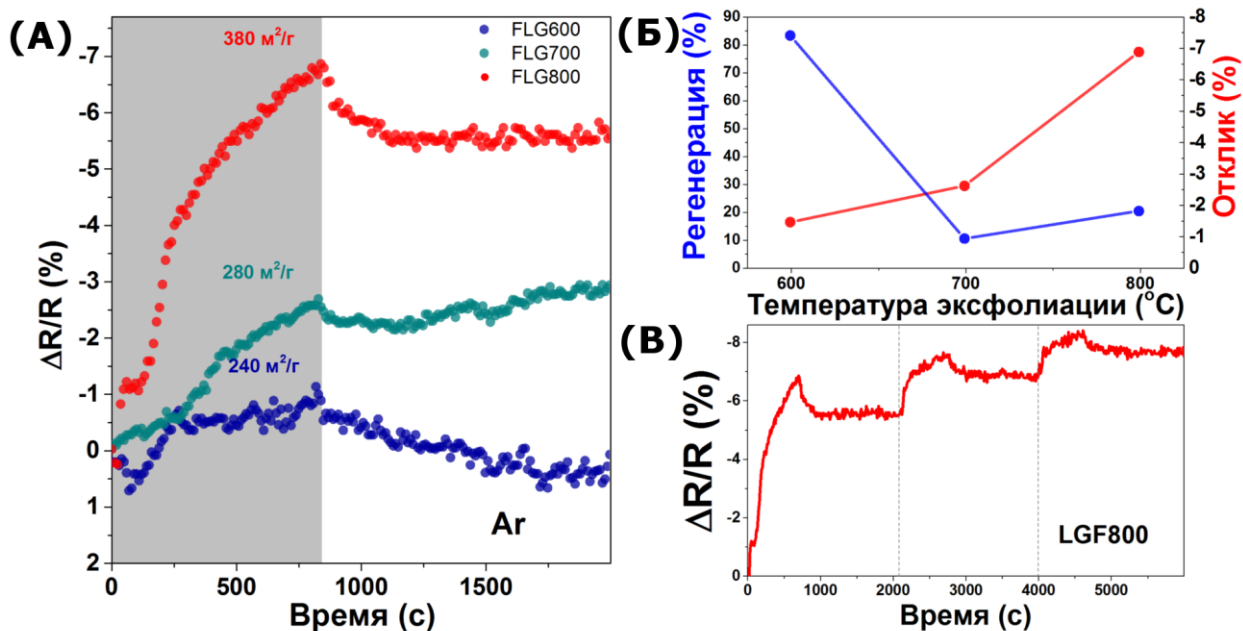 (А)
-7
-6
-5
-4
-3
-2
-1
0
1
2
ΔR/R (%)
380 м²/г
280 м²/г
240 м²/г
FLG600
FLG700
FLG800
Ar
0 500 1000 1500
Время (с)
(Б)
90
80
70
60
50
40
30
20
10
0
Регенерация (%)
-8
-7
-6
-5
-4
-3
-2
-1
0
Отклик (%)
600 700 800
Температура эксфолиации (°C)
(В)
-8
-6
-4
-2
0
ΔR/R (%)
LGF800
0 1000 2000 3000 4000 5000
Время (с)